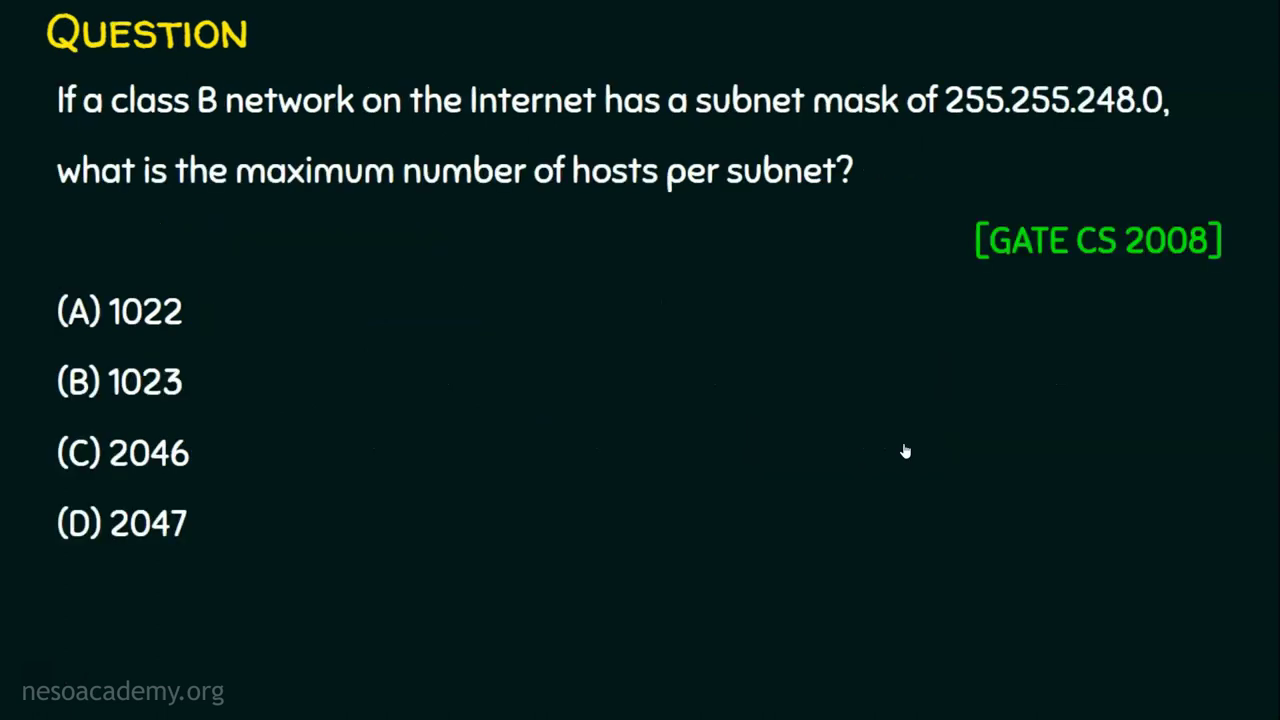 QUESTION
If a class B network on the Internet has a subnet mask of 255.255.248.0,
what is the maximum number of hosts per subnet?
[GATE CS 2008]
(A) 1022
(B) 1023
(C) 2046
(D) 2047
nesoacademy.org